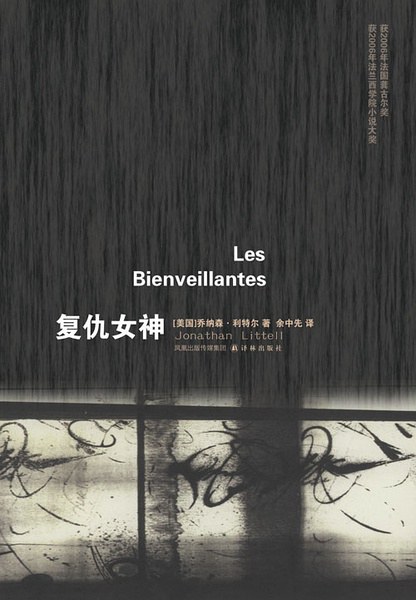 获2006年法国龚古尔奖
获2006年法兰西学院小说大奖
Les
Bienveillantes
复仇女神
[美国]乔纳森·利特尔 著 余中先 译
Jonathan Littell
凤凰出版传媒集团 译林出版社